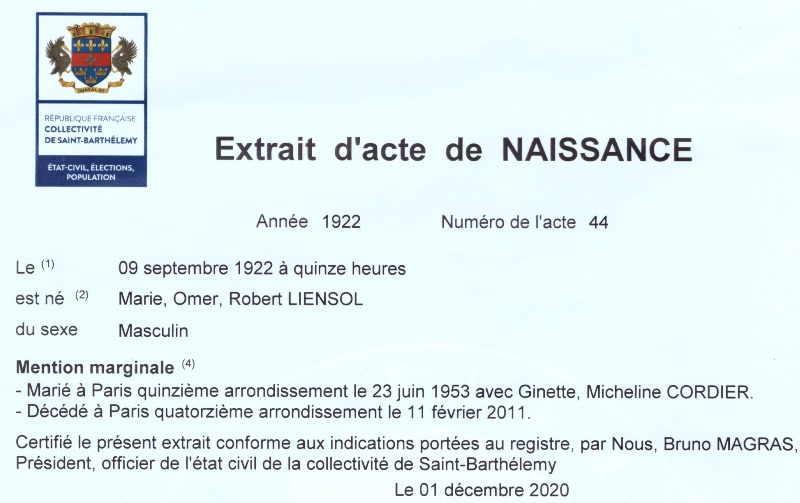 RÉPUBLIQUE FRANÇAISE
COLLECTIVITÉ
DE SAINT-BARTHÉLEMY
ÉTAT-CIVIL, ÉLECTIONS,
POPULATION
Extrait d'acte de NAISSANCE
Année 1922 Numéro de l'acte 44
Le (1) 09 septembre 1922 à quinze heures
est né (2) Marie, Omer, Robert LIENSOL
du sexe Masculin
Mention marginale (4)
- Marié à Paris quinzième arrondissement le 23 juin 1953 avec Ginette, Micheline CORDIER.
- Décédé à Paris quatorzième arrondissement le 11 février 2011.
Certifié le présent extrait conforme aux indications portées au registre, par Nous, Bruno MAGRAS,
Président, officier de l'état civil de la collectivité de Saint-Barthélemy
Le 01 décembre 2020